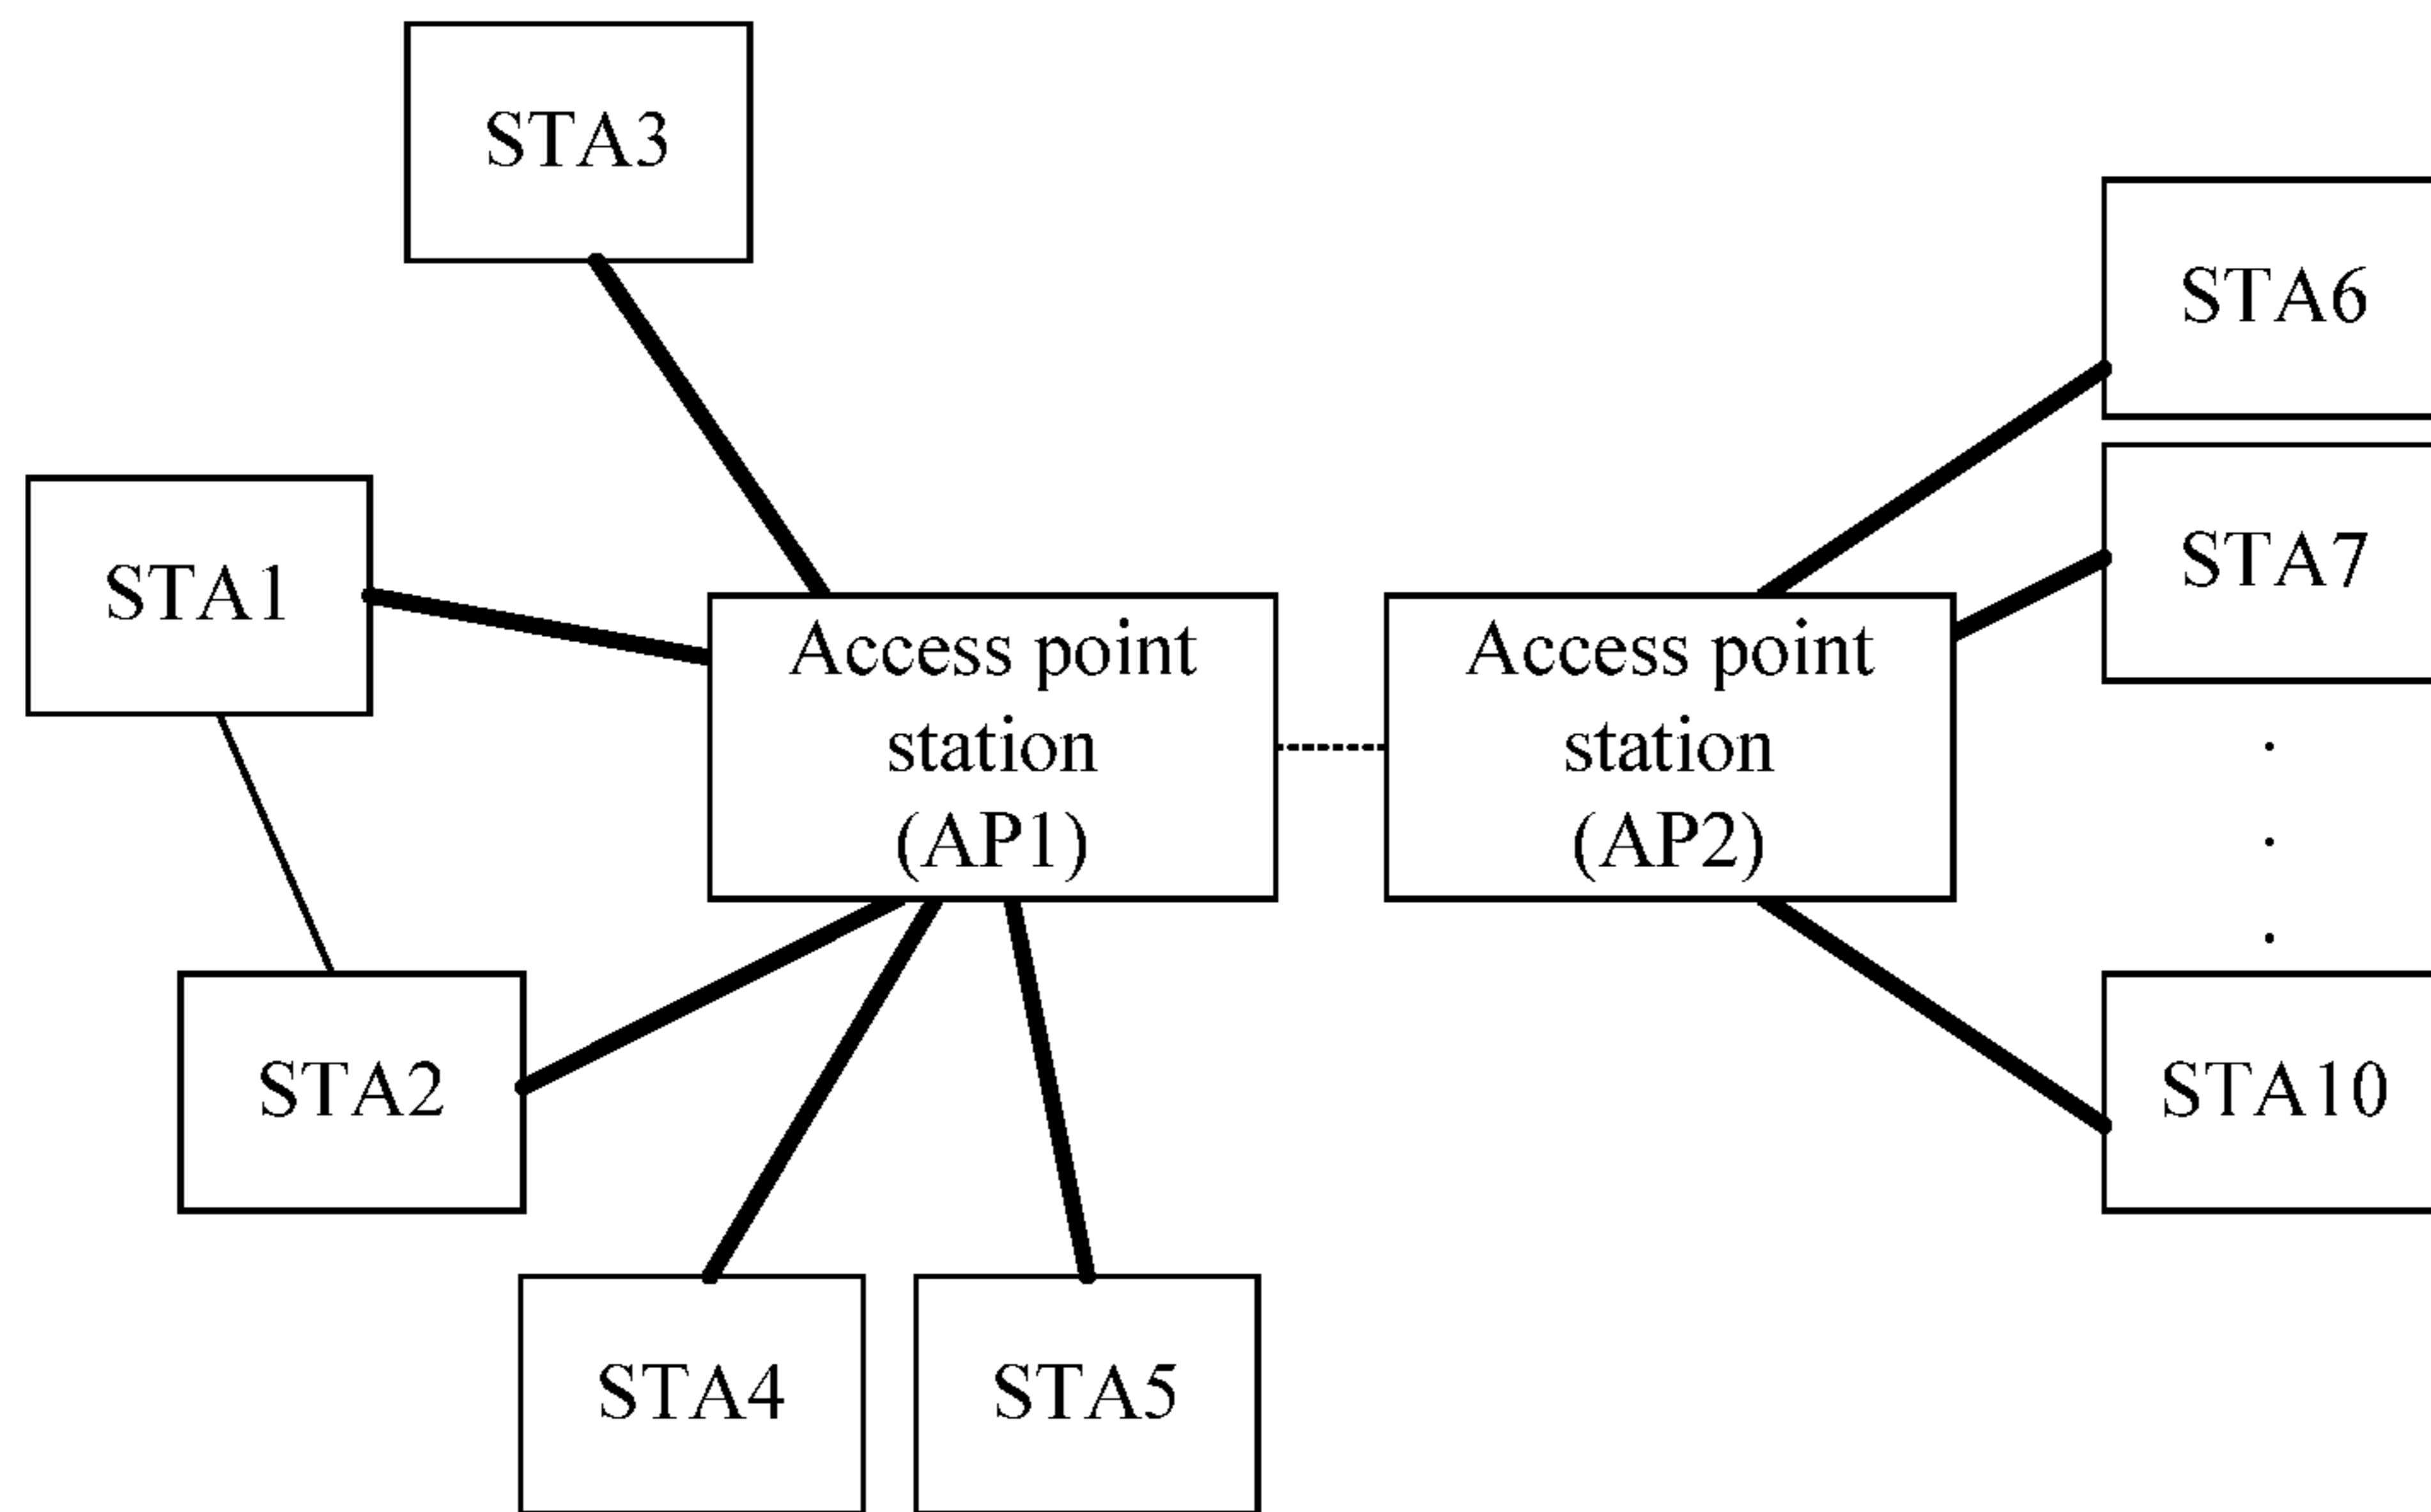 STA3
STA6
STA1
STA7
Access point
station
(AP1)
Access point
station
(AP2)
.
.
.
STA2
STA10
STA4
STA5